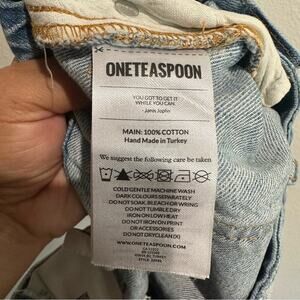 ONETEASPOON
YOU GOT TO GET IT
WHILE YOU CAN.
- Janis Joplin
MAIN: 100% COTTON
Hand Made in Turkey
We suggest the following care be taken
COLD GENTLE MACHINE WASH
DARK COLOURS SEPARATELY
DO NOT SOAK, BLEACH OR WRING
DO NOT TUMBLE DRY
IRON ON LOW HEAT
DO NOT IRON ON PRINT
OR ACCESSORIES
DO NOT DRYCLEAN (X)
WWW.ONETEASPOON.COM